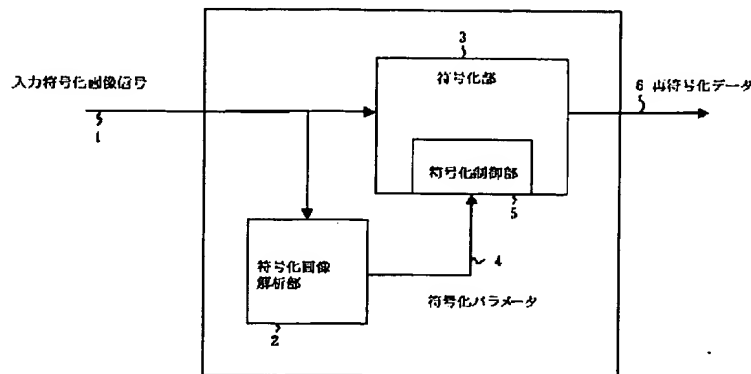 3
符号化部
入力符号化画像信号
6 再符号化データ
1
符号化制御部
5
符号化画像
解析部
4
符号化パラメータ
2